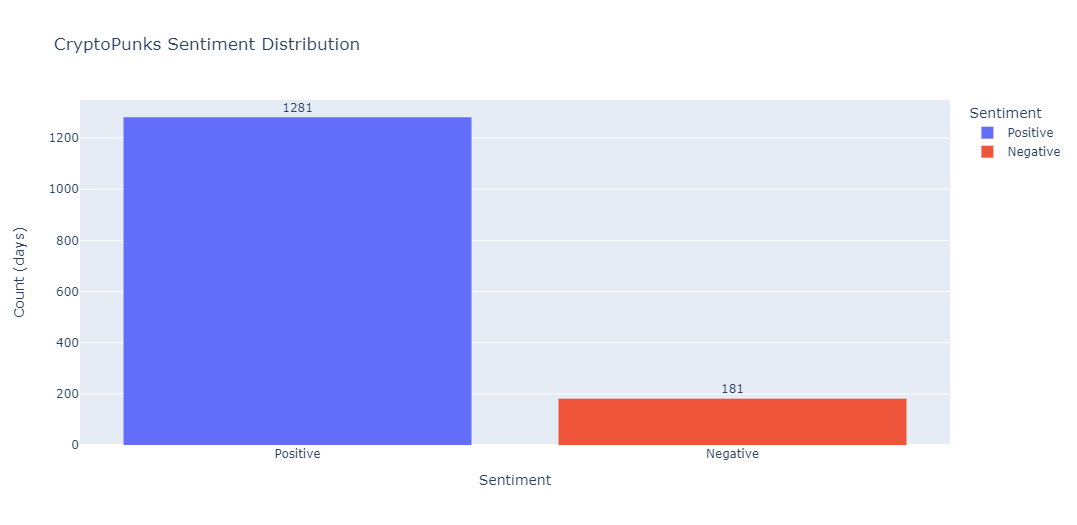 CryptoPunks Sentiment Distribution
Count (days)
1200
1000
800
600
400
200
0
1281
181
Positive
Negative
Sentiment
Sentiment
Positive
Negative